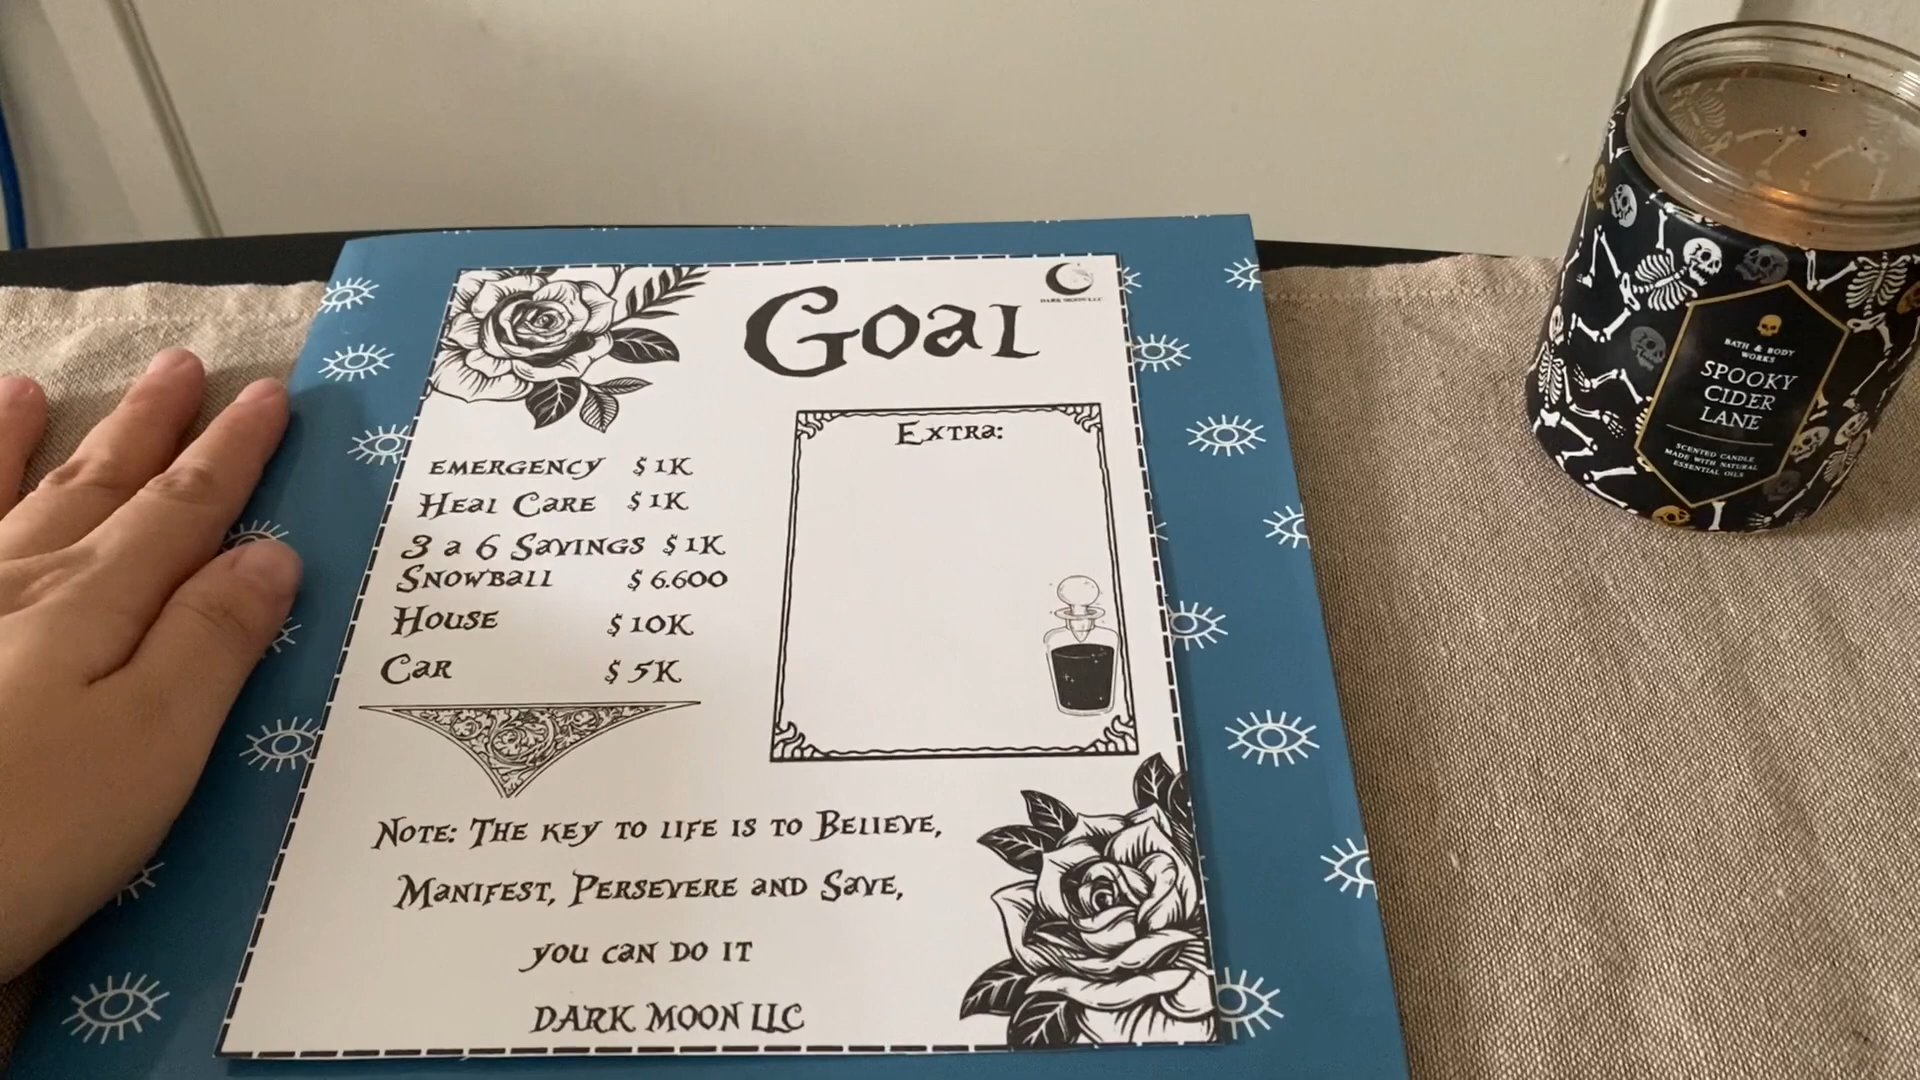 Goal
DARK MOON LLC
EMERGENCY $ 1K
Heal Care $ 1K
3 a 6 Savings $ 1K
Snowball $ 6.600
House $ 10K
Car $ 5K
Extra:
Note: The key to life is to Believe,
Manifest, Persevere and Save,
you can do it
DARK MOON LLC
BATH & BODY
WORKS
SPOOKY
CIDER
LANE
SCENTED CANDLE
MADE WITH NATURAL
ESSENTIAL OILS